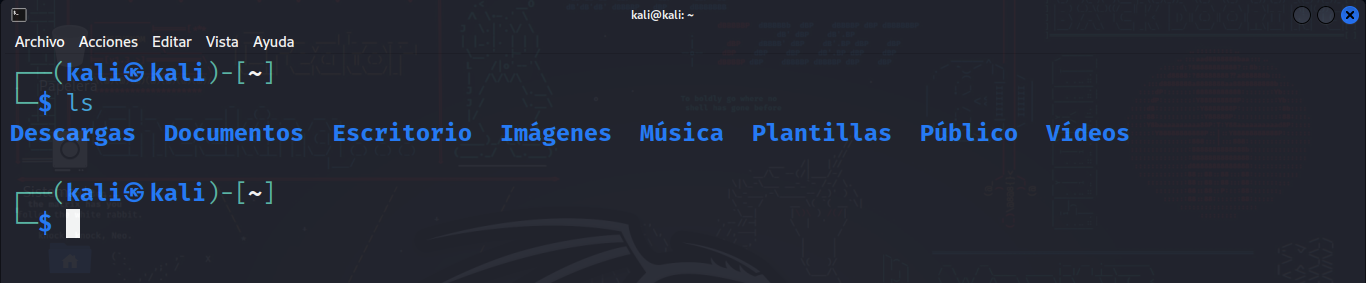 kali@kali: ~
Archivo Acciones Editar Vista Ayuda
┌──(kali㉿kali)-[~]
└─$ ls
Descargas Documentos Escritorio Imágenes Música Plantillas Público Vídeos
┌──(kali㉿kali)-[~]
└─$